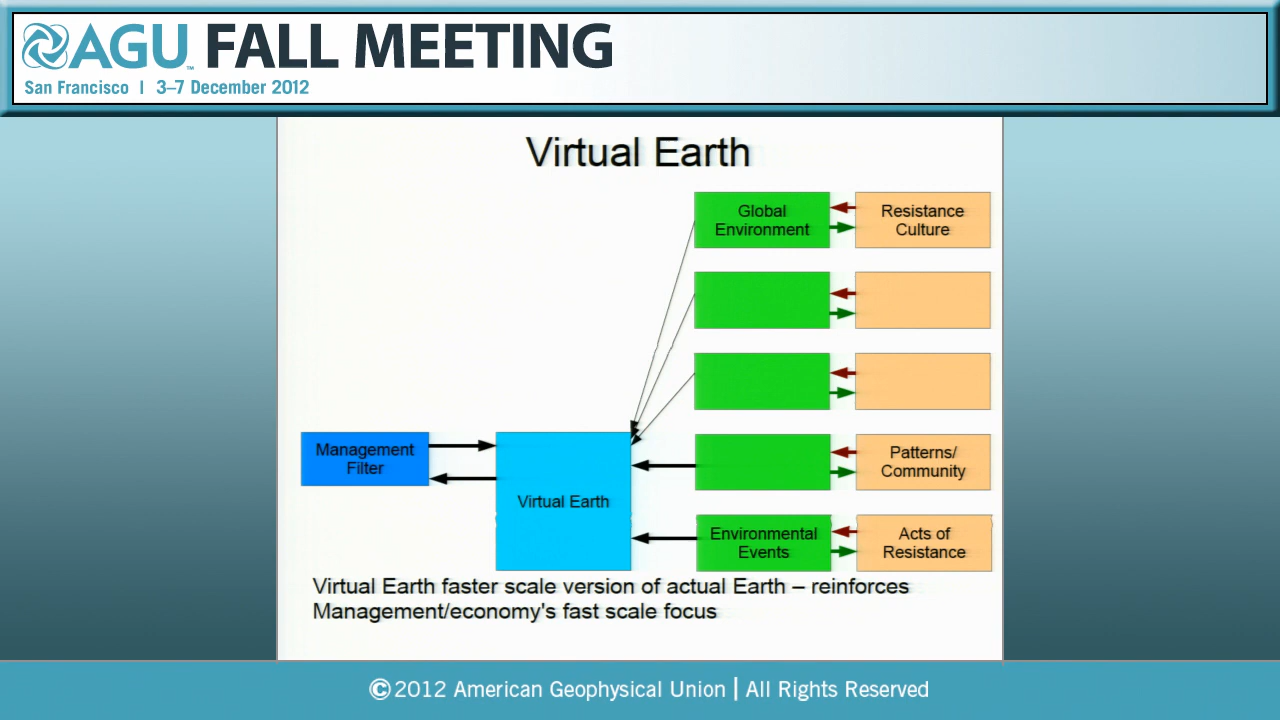 AGU™ FALL MEETING
San Francisco | 3–7 December 2012
Virtual Earth
Global
Environment
Resistance
Culture
Management
Filter
Virtual Earth
Patterns/
Community
Environmental
Events
Acts of
Resistance
Virtual Earth faster scale version of actual Earth – reinforces
Management/economy's fast scale focus
©2012 American Geophysical Union | All Rights Reserved